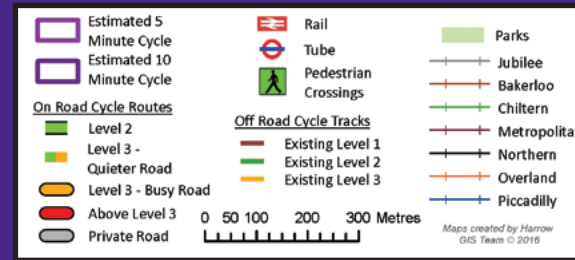 Estimated 5
Minute Cycle
Estimated 10
Minute Cycle
On Road Cycle Routes
Level 2
Level 3 -
Quieter Road
Level 3 - Busy Road
Above Level 3
Private Road
Rail
Tube
Pedestrian
Crossings
Off Road Cycle Tracks
Existing Level 1
Existing Level 2
Existing Level 3
0 50 100 200 300 Metres
Parks
Jubilee
Bakerloo
Chiltern
Metropolita
Northern
Overland
Piccadilly
Maps created by Harrow
GIS Team © 2016